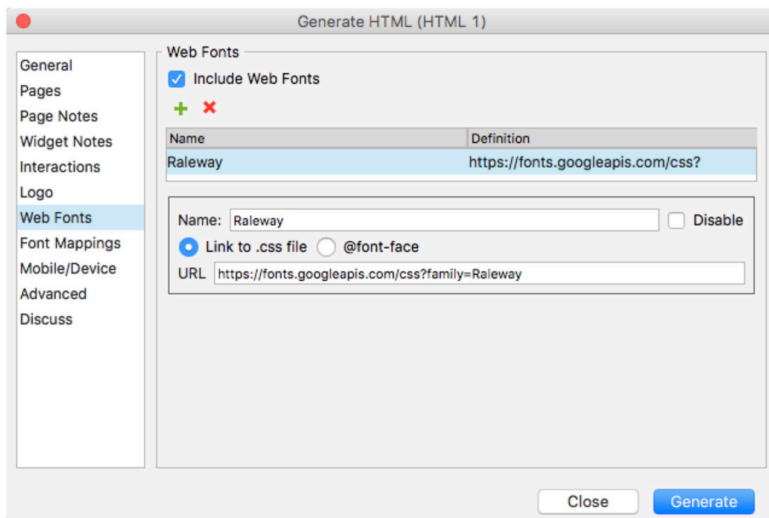 Generate HTML (HTML 1)
General
Pages
Page Notes
Widget Notes
Interactions
Logo
Web Fonts
Font Mappings
Mobile/Device
Advanced
Discuss
Web Fonts
Include Web Fonts
Name Definition
Raleway https://fonts.googleapis.com/css?
Name: Raleway Disable
Link to .css file @font-face
URL https://fonts.googleapis.com/css?family=Raleway
Close Generate